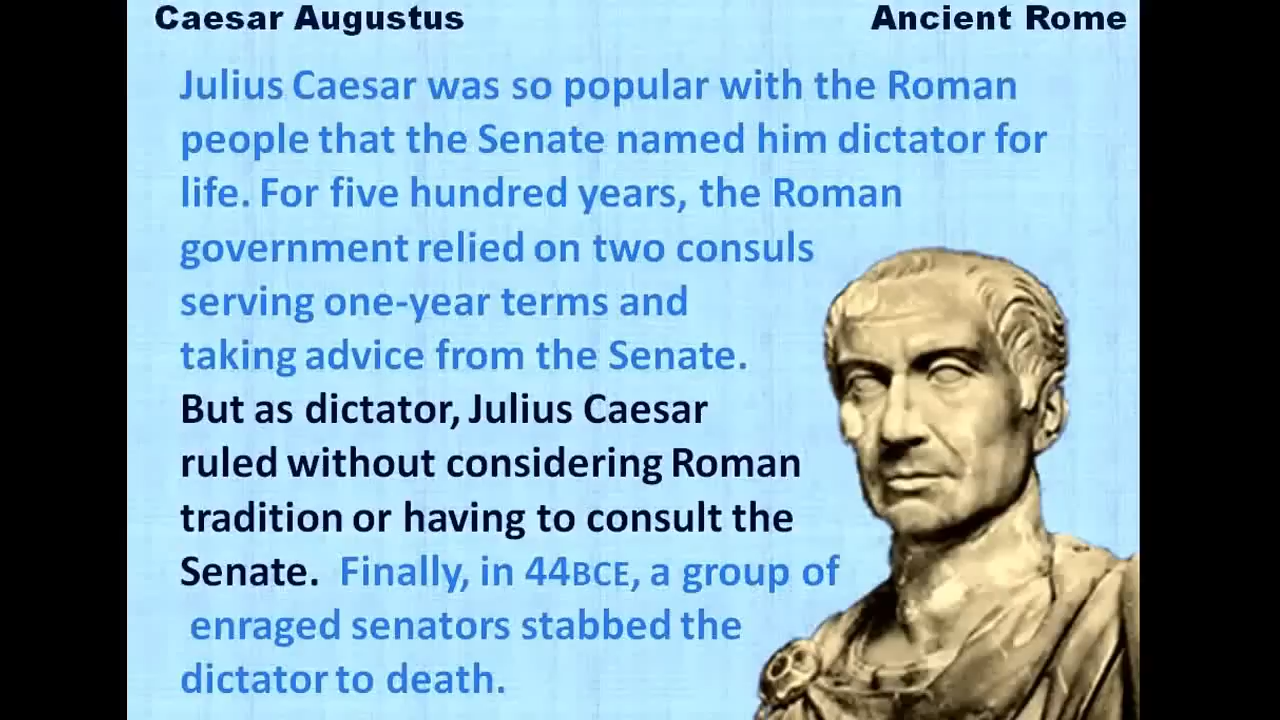 Caesar Augustus Ancient Rome
Julius Caesar was so popular with the Roman
people that the Senate named him dictator for
life. For five hundred years, the Roman
government relied on two consuls
serving one-year terms and
taking advice from the Senate.
But as dictator, Julius Caesar
ruled without considering Roman
tradition or having to consult the
Senate. Finally, in 44BCE, a group of
enraged senators stabbed the
dictator to death.